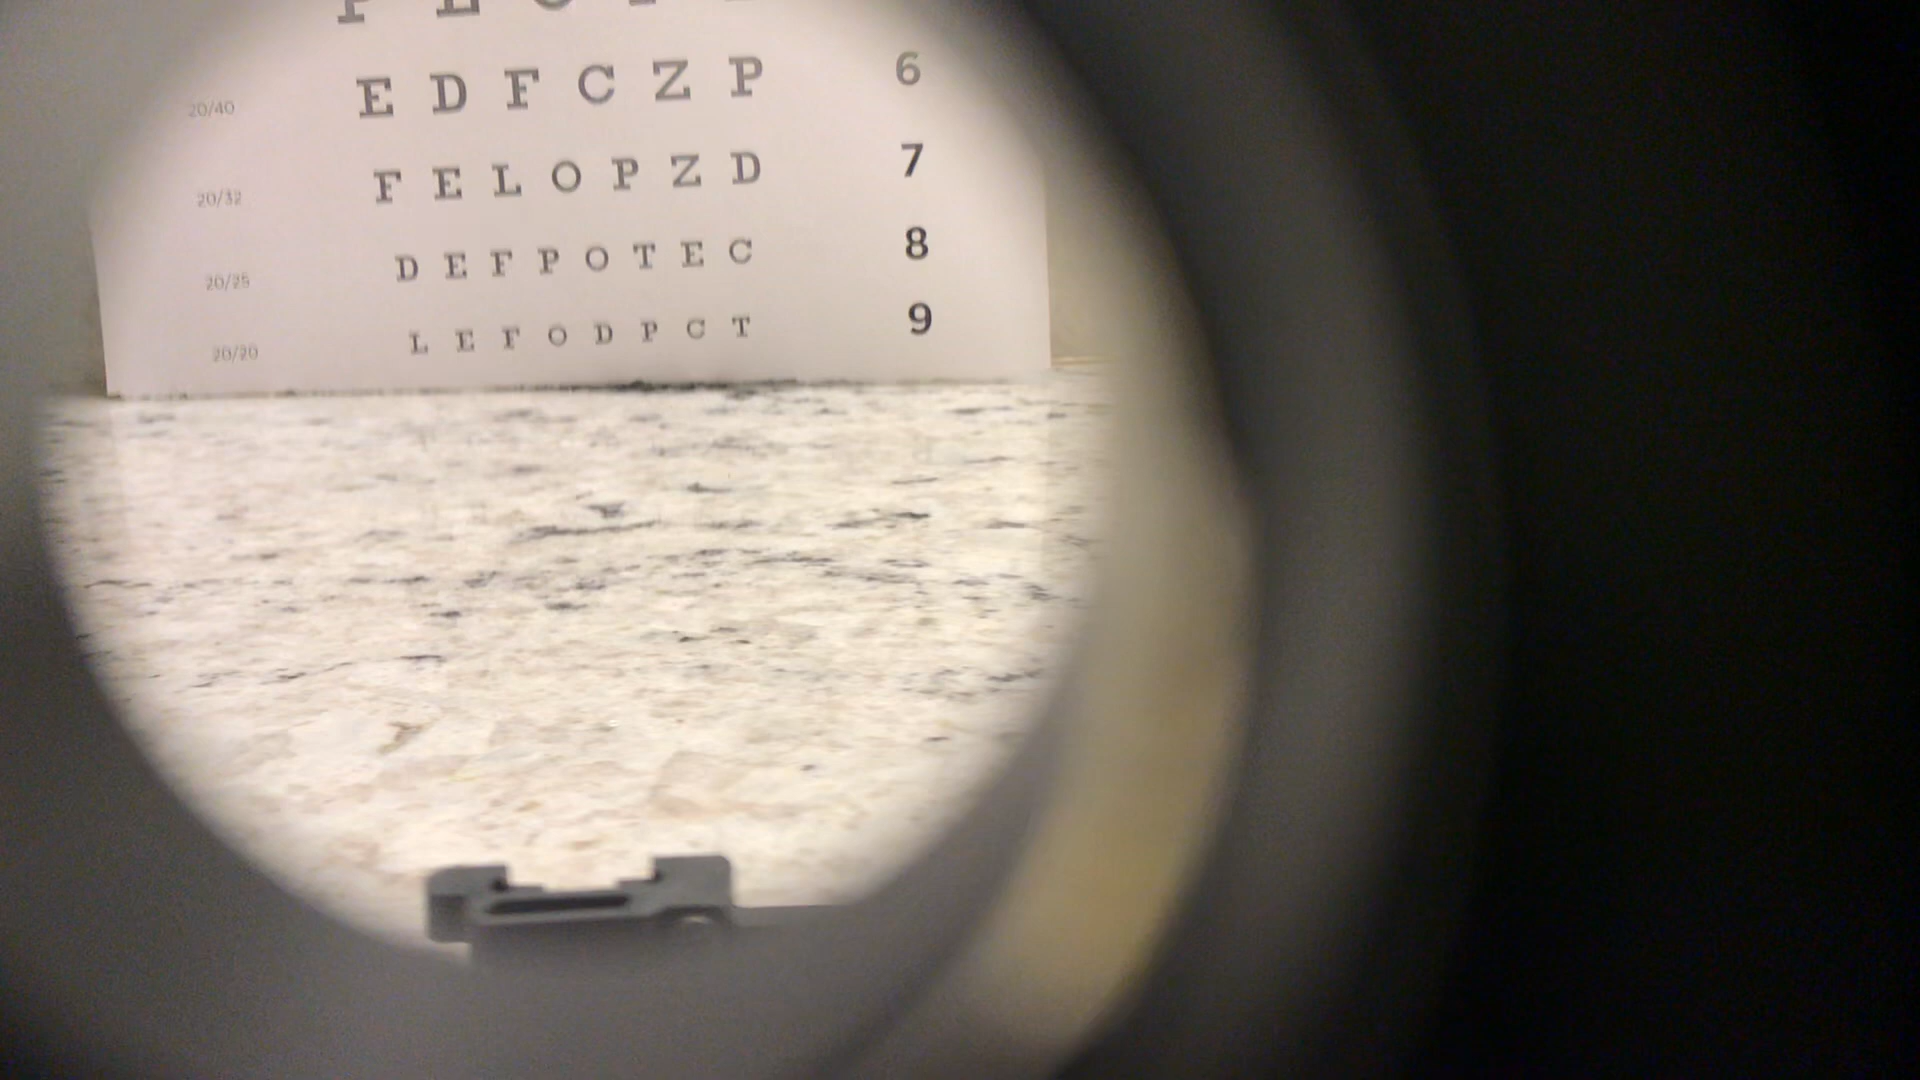 20/40 E D F C Z P 6
20/32 F E L O P Z D 7
20/25 D E F P O T E C 8
20/20 L E F O D P C T 9